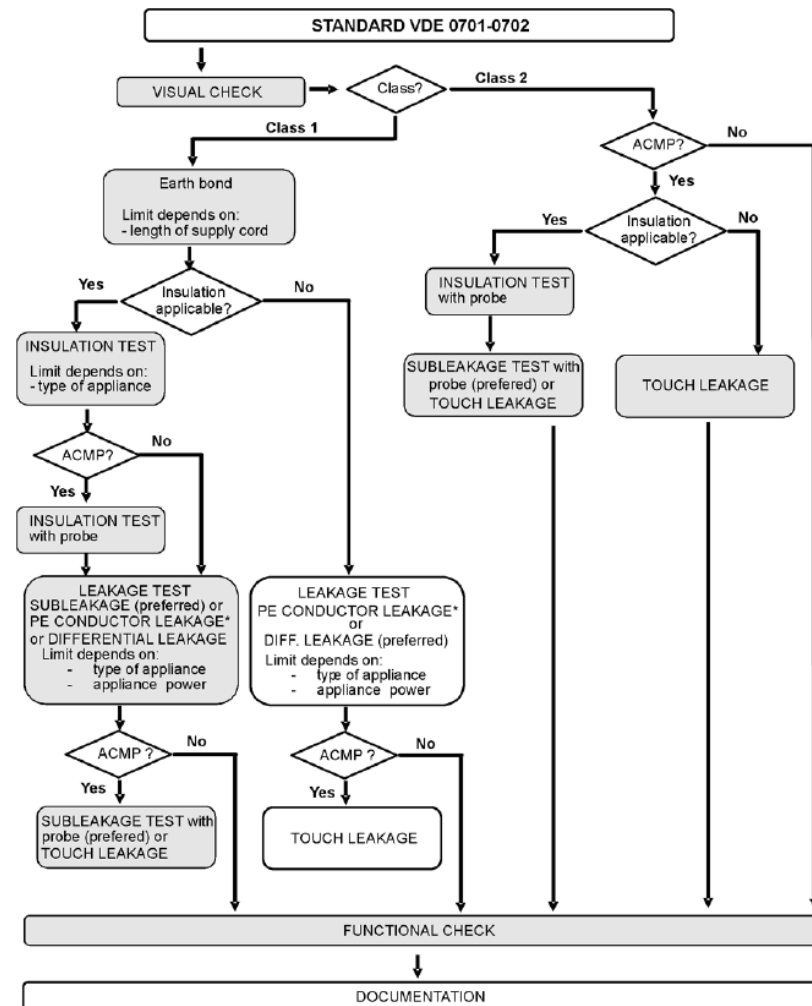 STANDARD VDE 0701-0702
VISUAL CHECK
Class?
Class 2
Class 1
ACMP?
No
Yes
Earth bond
Limit depends on:
- length of supply cord
Insulation
applicable?
Yes
No
INSULATION TEST
with probe
SUBLEAKAGE TEST with
probe (prefered) or
TOUCH LEAKAGE
TOUCH LEAKAGE
Insulation
applicable?
Yes
No
INSULATION TEST
Limit depends on:
- type of appliance
ACMP?
No
Yes
INSULATION TEST
with probe
LEAKAGE TEST
SUBLEAKAGE (preferred) or
PE CONDUCTOR LEAKAGE*
or DIFFERENTIAL LEAKAGE
Limit depends on:
- type of appliance
- appliance power
LEAKAGE TEST
PE CONDUCTOR LEAKAGE*
or
DIFF. LEAKAGE (preferred)
Limit depends on:
- type of appliance
- appliance power
ACMP ?
No
Yes
SUBLEAKAGE TEST with
probe (prefered) or
TOUCH LEAKAGE
ACMP ?
No
Yes
TOUCH LEAKAGE
FUNCTIONAL CHECK
DOCUMENTATION